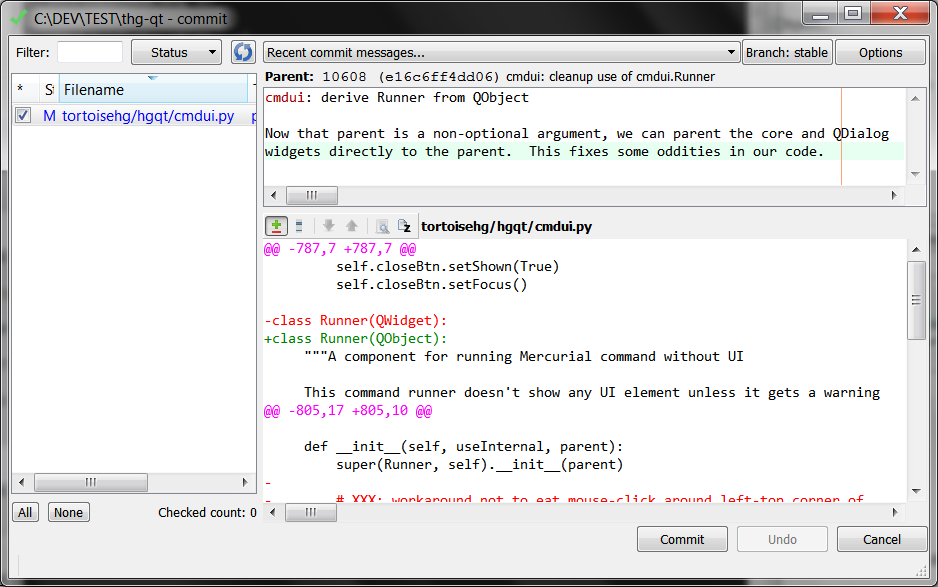 C:\DEV\TEST\thg-qt - commit
Filter:
Status
Recent commit messages...
Branch: stable
Options
* S Filename
M tortoisehg/hgqt/cmdui.py
Parent: 10608 (e16c6ff4dd06) cmdui: cleanup use of cmdui.Runner
cmdui: derive Runner from QObject
Now that parent is a non-optional argument, we can parent the core and QDialog
widgets directly to the parent.  This fixes some oddities in our code.
tortoisehg/hgqt/cmdui.py
@@ -787,7 +787,7 @@
self.closeBtn.setShown(True)
self.closeBtn.setFocus()
-class Runner(QWidget):
+class Runner(QObject):
"""A component for running Mercurial command without UI
This command runner doesn't show any UI element unless it gets a warning
@@ -805,17 +805,10 @@
def __init__(self, useInternal, parent):
super(Runner, self).__init__(parent)
-
- # XXX: workaround not to eat mouse-click around left-top corner of
All
None
Checked count: 0
Commit
Undo
Cancel